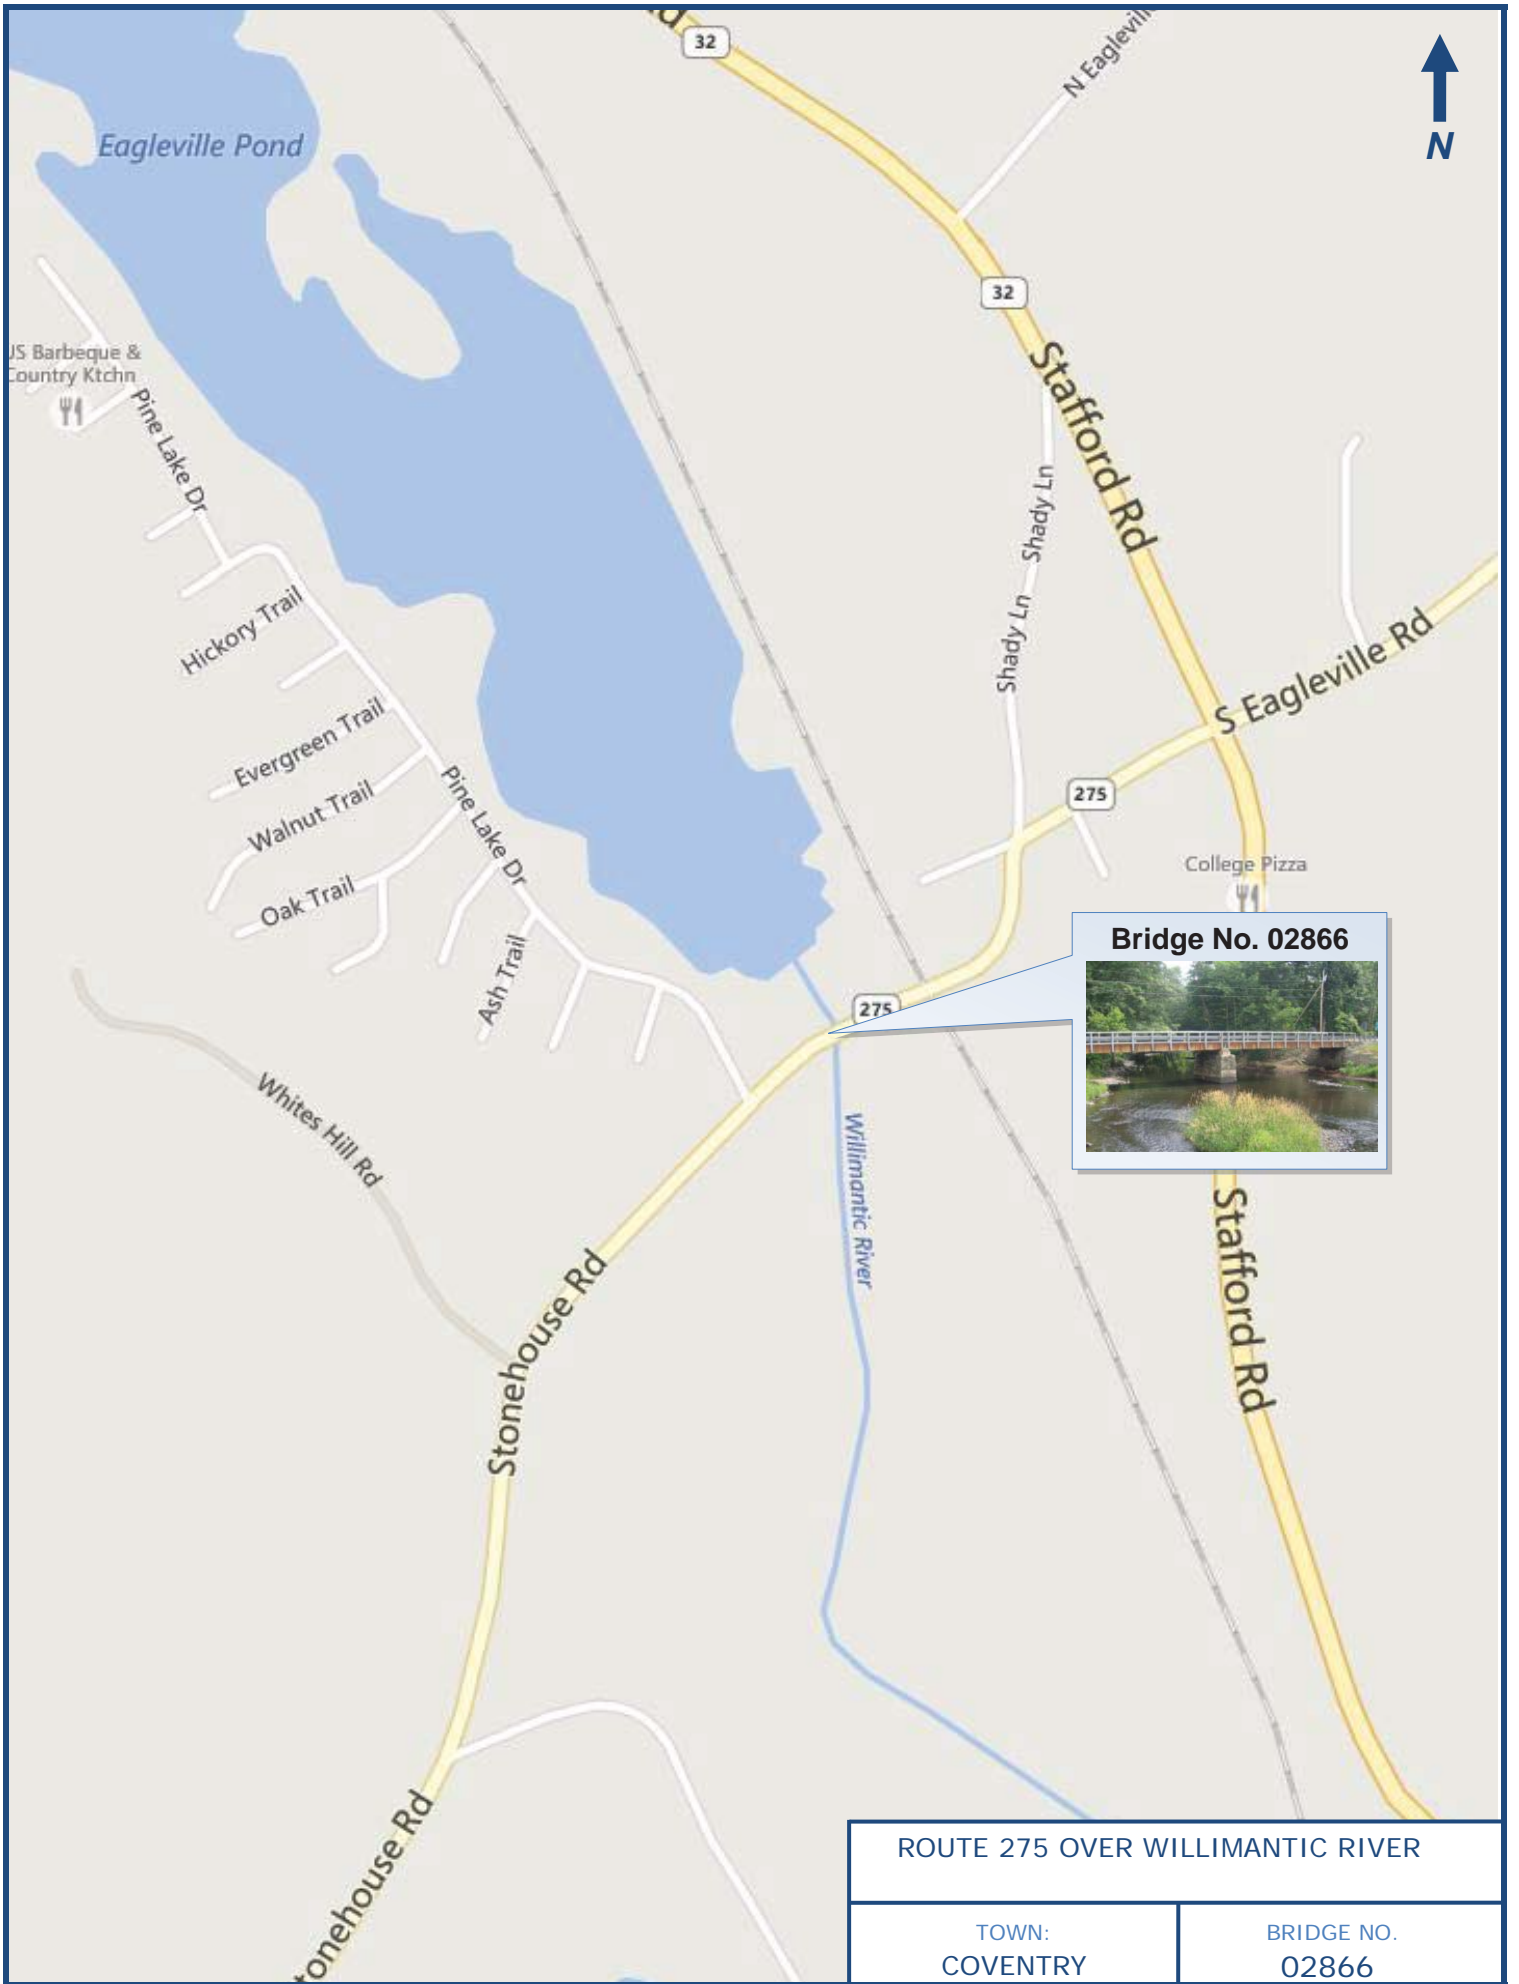 32
N Eagleville
N
Eagleville Pond
32
Stafford Rd
JS Barbeque &
Country Ktchn
Pine Lake Dr
Shady Ln
Shady Ln
Hickory Trail
S Eagleville Rd
Evergreen Trail
Walnut Trail
Pine Lake Dr
275
Oak Trail
College Pizza
Ash Trail
Bridge No. 02866
275
Whites Hill Rd
Willimantic River
Stafford Rd
Stonehouse Rd
tonehouse Rd
ROUTE 275 OVER WILLIMANTIC RIVER
TOWN:
COVENTRY
BRIDGE NO.
02866